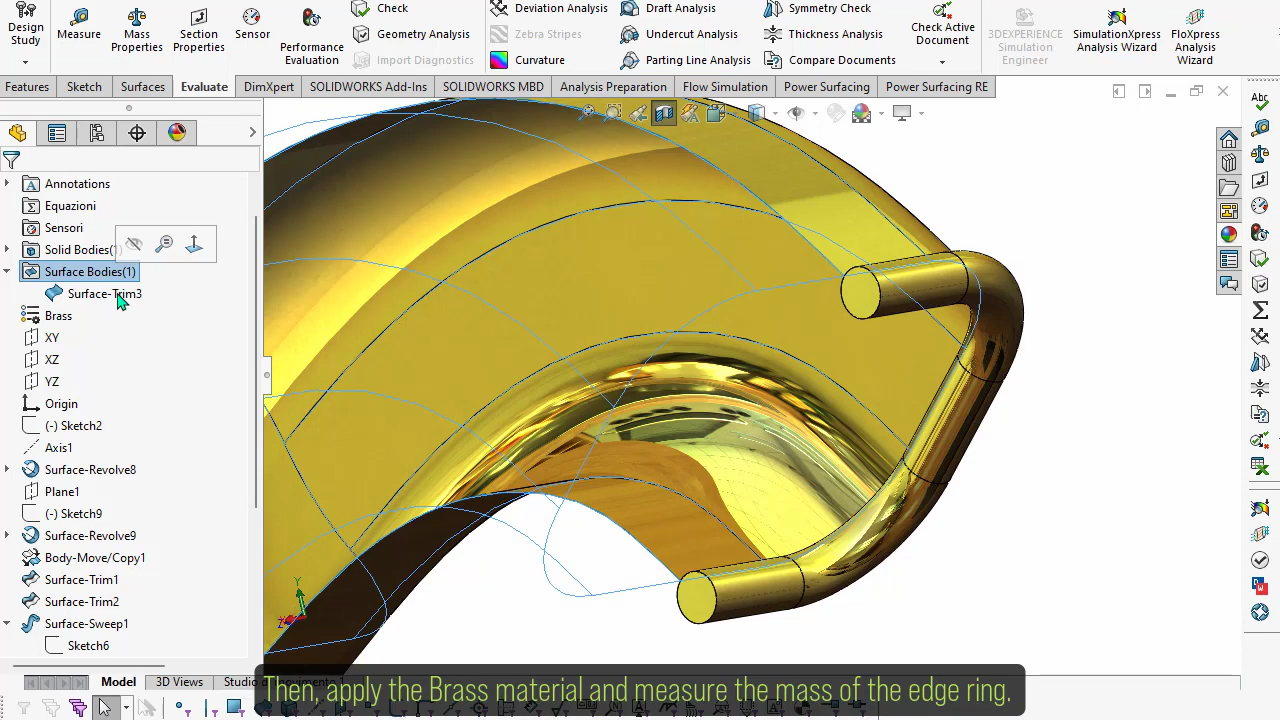 Design
Study
Measure
Mass
Properties
Section
Properties
Sensor
Performance
Evaluation
Check
Geometry Analysis
Import Diagnostics
Deviation Analysis
Zebra Stripes
Curvature
Draft Analysis
Undercut Analysis
Parting Line Analysis
Symmetry Check
Thickness Analysis
Compare Documents
Check Active
Document
3DEXPERIENCE
Simulation
Engineer
SimulationXpress
Analysis Wizard
FloXpress
Analysis
Wizard
Features
Sketch
Surfaces
Evaluate
DimXpert
SOLIDWORKS Add-Ins
SOLIDWORKS MBD
Analysis Preparation
Flow Simulation
Power Surfacing
Power Surfacing RE
Annotations
Equazioni
Sensori
Solid Bodies(
Surface Bodies(1)
Surface-Trim3
Brass
XY
XZ
YZ
Origin
(-) Sketch2
Axis1
Surface-Revolve8
Plane1
(-) Sketch9
Surface-Revolve9
Body-Move/Copy1
Surface-Trim1
Surface-Trim2
Surface-Sweep1
Sketch6
Y
X
Z
Model
3D Views
Then, apply the Brass material and measure the mass of the edge ring.